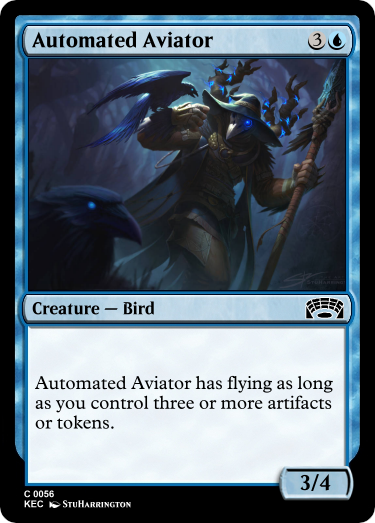 Automated Aviator 3
Creature — Bird
Automated Aviator has flying as long
as you control three or more artifacts
or tokens.
3/4
C 0056
KEC StuHarrington